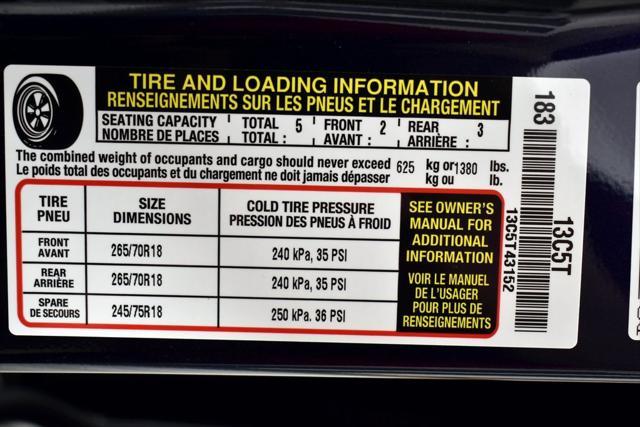 TIRE AND LOADING INFORMATION
RENSEIGNEMENTS SUR LES PNEUS ET LE CHARGEMENT
SEATING CAPACITY TOTAL 5 FRONT 2 REAR 3
NOMBRE DE PLACES TOTAL : AVANT : ARRIÈRE :
The combined weight of occupants and cargo should never exceed 625 kg or 1380 lbs.
Le poids total des occupants et du chargement ne doit jamais dépasser kg ou lb.
TIRE SIZE COLD TIRE PRESSURE
PNEU DIMENSIONS PRESSION DES PNEUS À FROID
FRONT
AVANT 265/70R18 240 kPa, 35 PSI
REAR
ARRIÈRE 265/70R18 240 kPa, 35 PSI
SPARE
DE SECOURS 245/75R18 250 kPa. 36 PSI
SEE OWNER'S
MANUAL FOR
ADDITIONAL
INFORMATION
VOIR LE MANUEL
DE L'USAGER
POUR PLUS DE
RENSEIGNEMENTS
183
13C5T
13C5T43152